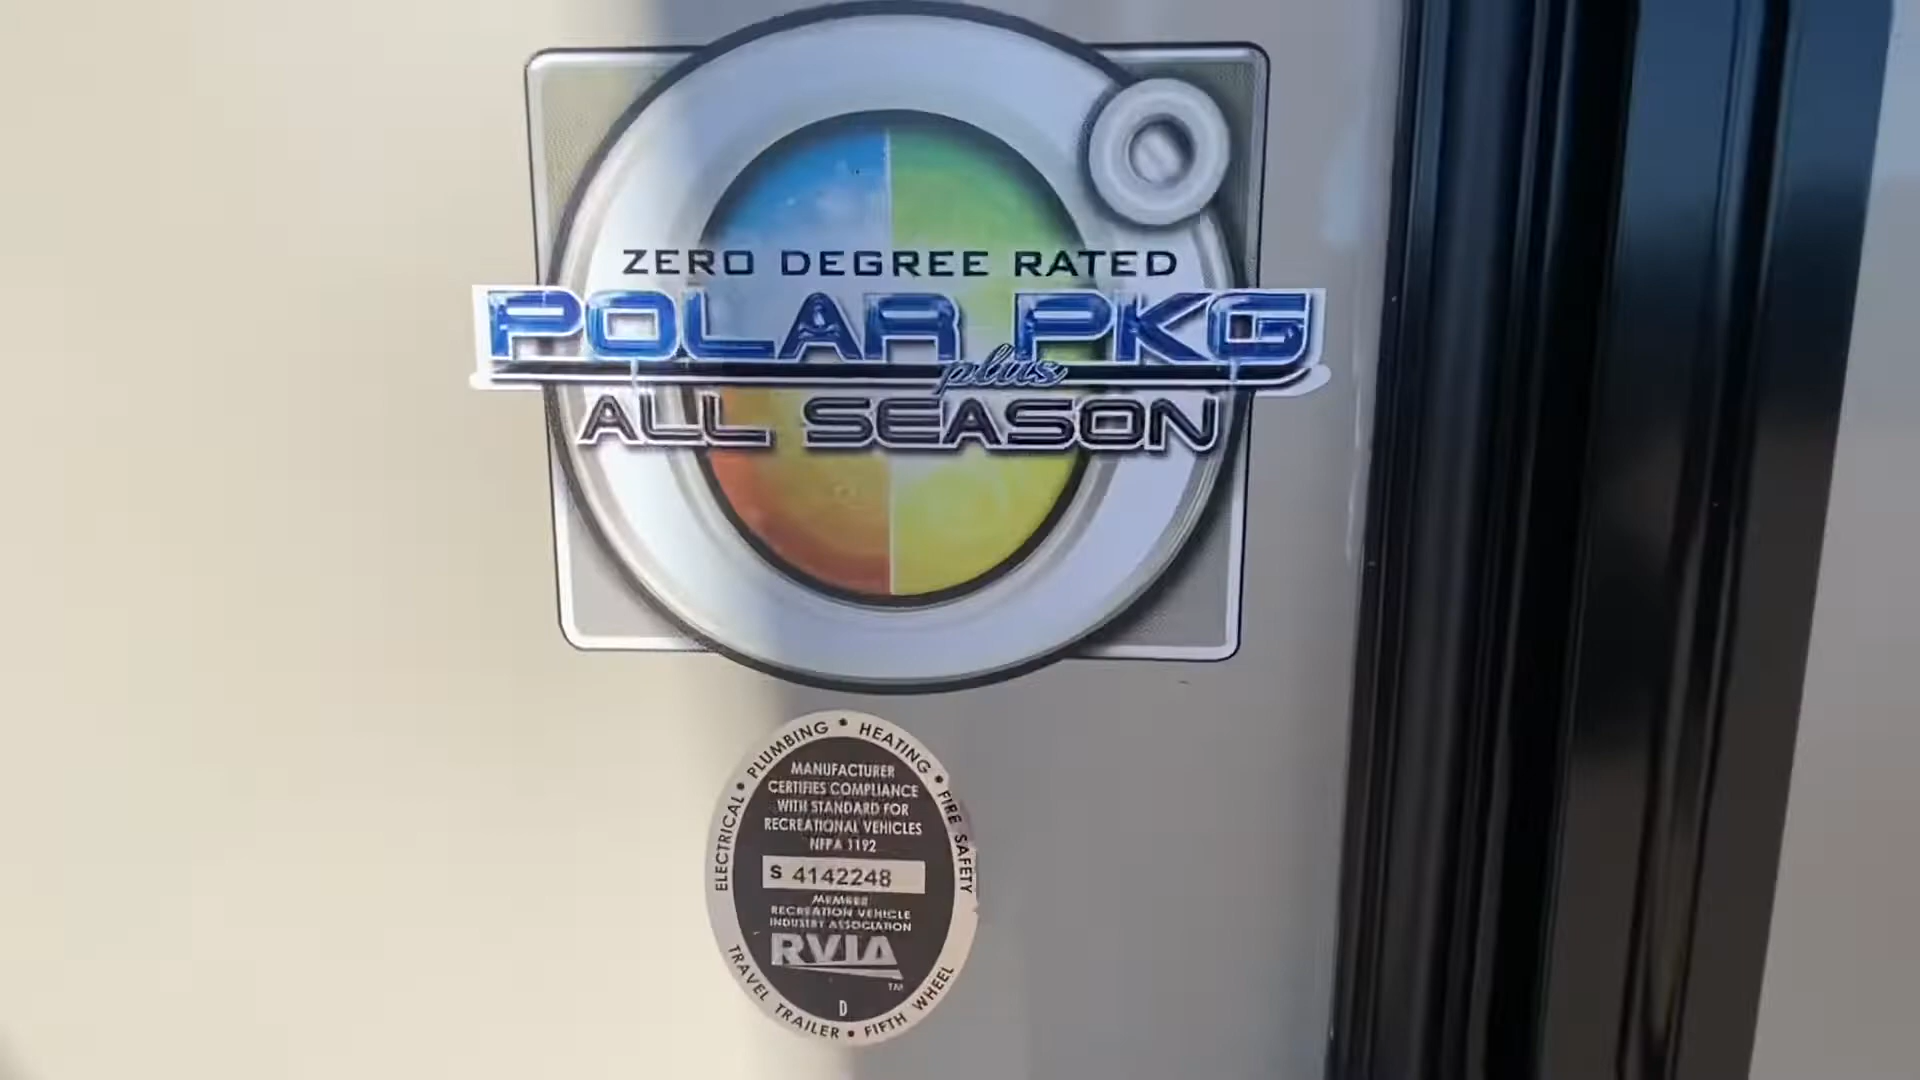 ZERO DEGREE RATED
POLAR PKG
plus
ALL SEASON
ELECTRICAL • PLUMBING • HEATING • FIRE SAFETY
MANUFACTURER
CERTIFIES COMPLIANCE
WITH STANDARD FOR
RECREATIONAL VEHICLES
NFPA 1192
S 4142248
MEMBER
RECREATION VEHICLE
INDUSTRY ASSOCIATION
RVIA
TM
D
TRAVEL TRAILER • FIFTH WHEEL